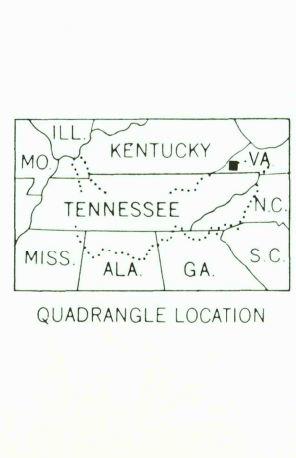 ILL.
KENTUCKY
MO.
VA.
TENNESSEE
N.C.
MISS.
ALA.
GA.
S.C.
QUADRANGLE LOCATION